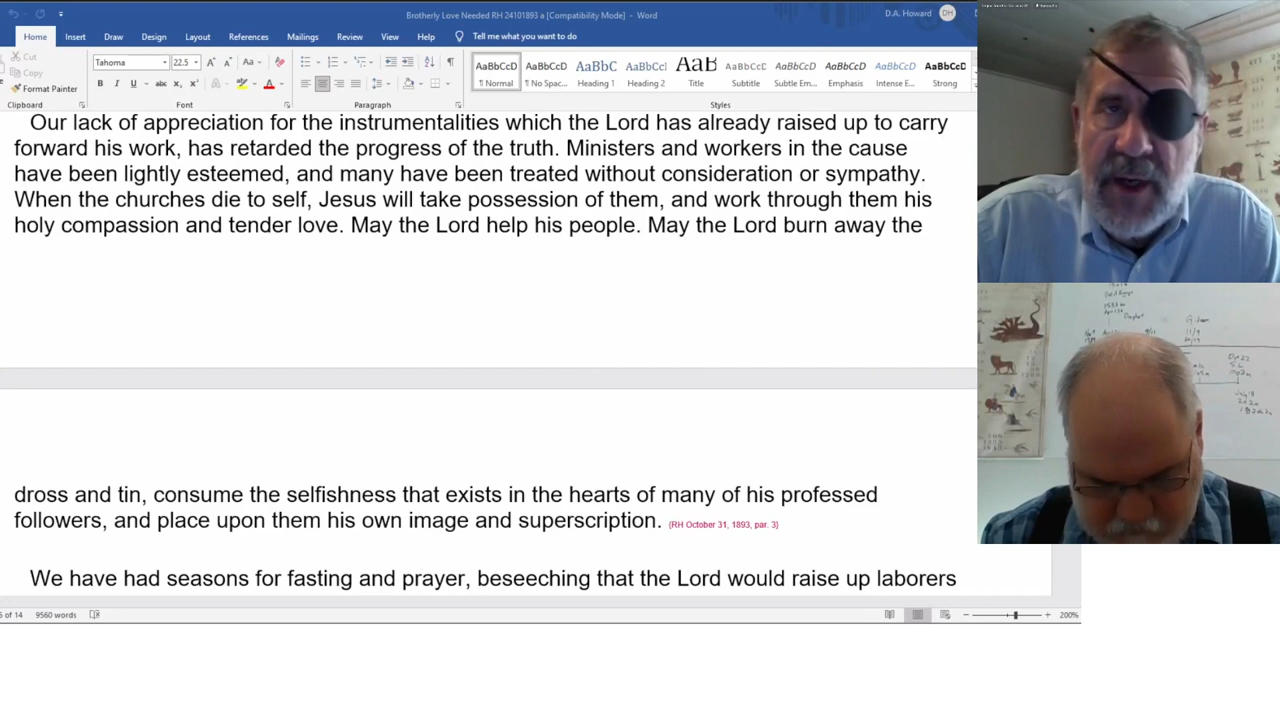 Brotherly Love Needed RH 24101893 a [Compatibility Mode] - Word
D.A. Howard
DH
Home Insert Draw Design Layout References Mailings Review View Help Tell me what you want to do
Cut
Copy
Format Painter
Clipboard
Tahoma 22.5
Font
Paragraph
AaBbCcD AaBbCcD AaBbC AaBbCc AaB AaBbCcD AaBbCcD AaBbCcD AaBbCcD AaBbCcD
¶ Normal ¶ No Spac... Heading 1 Heading 2 Title Subtitle Subtle Em... Emphasis Intense E... Strong
Styles
Our lack of appreciation for the instrumentalities which the Lord has already raised up to carry
forward his work, has retarded the progress of the truth. Ministers and workers in the cause
have been lightly esteemed, and many have been treated without consideration or sympathy.
When the churches die to self, Jesus will take possession of them, and work through them his
holy compassion and tender love. May the Lord help his people. May the Lord burn away the
dross and tin, consume the selfishness that exists in the hearts of many of his professed
followers, and place upon them his own image and superscription. {RH October 31, 1893, par. 3}
We have had seasons for fasting and prayer, beseeching that the Lord would raise up laborers
of 14 9560 words
200%